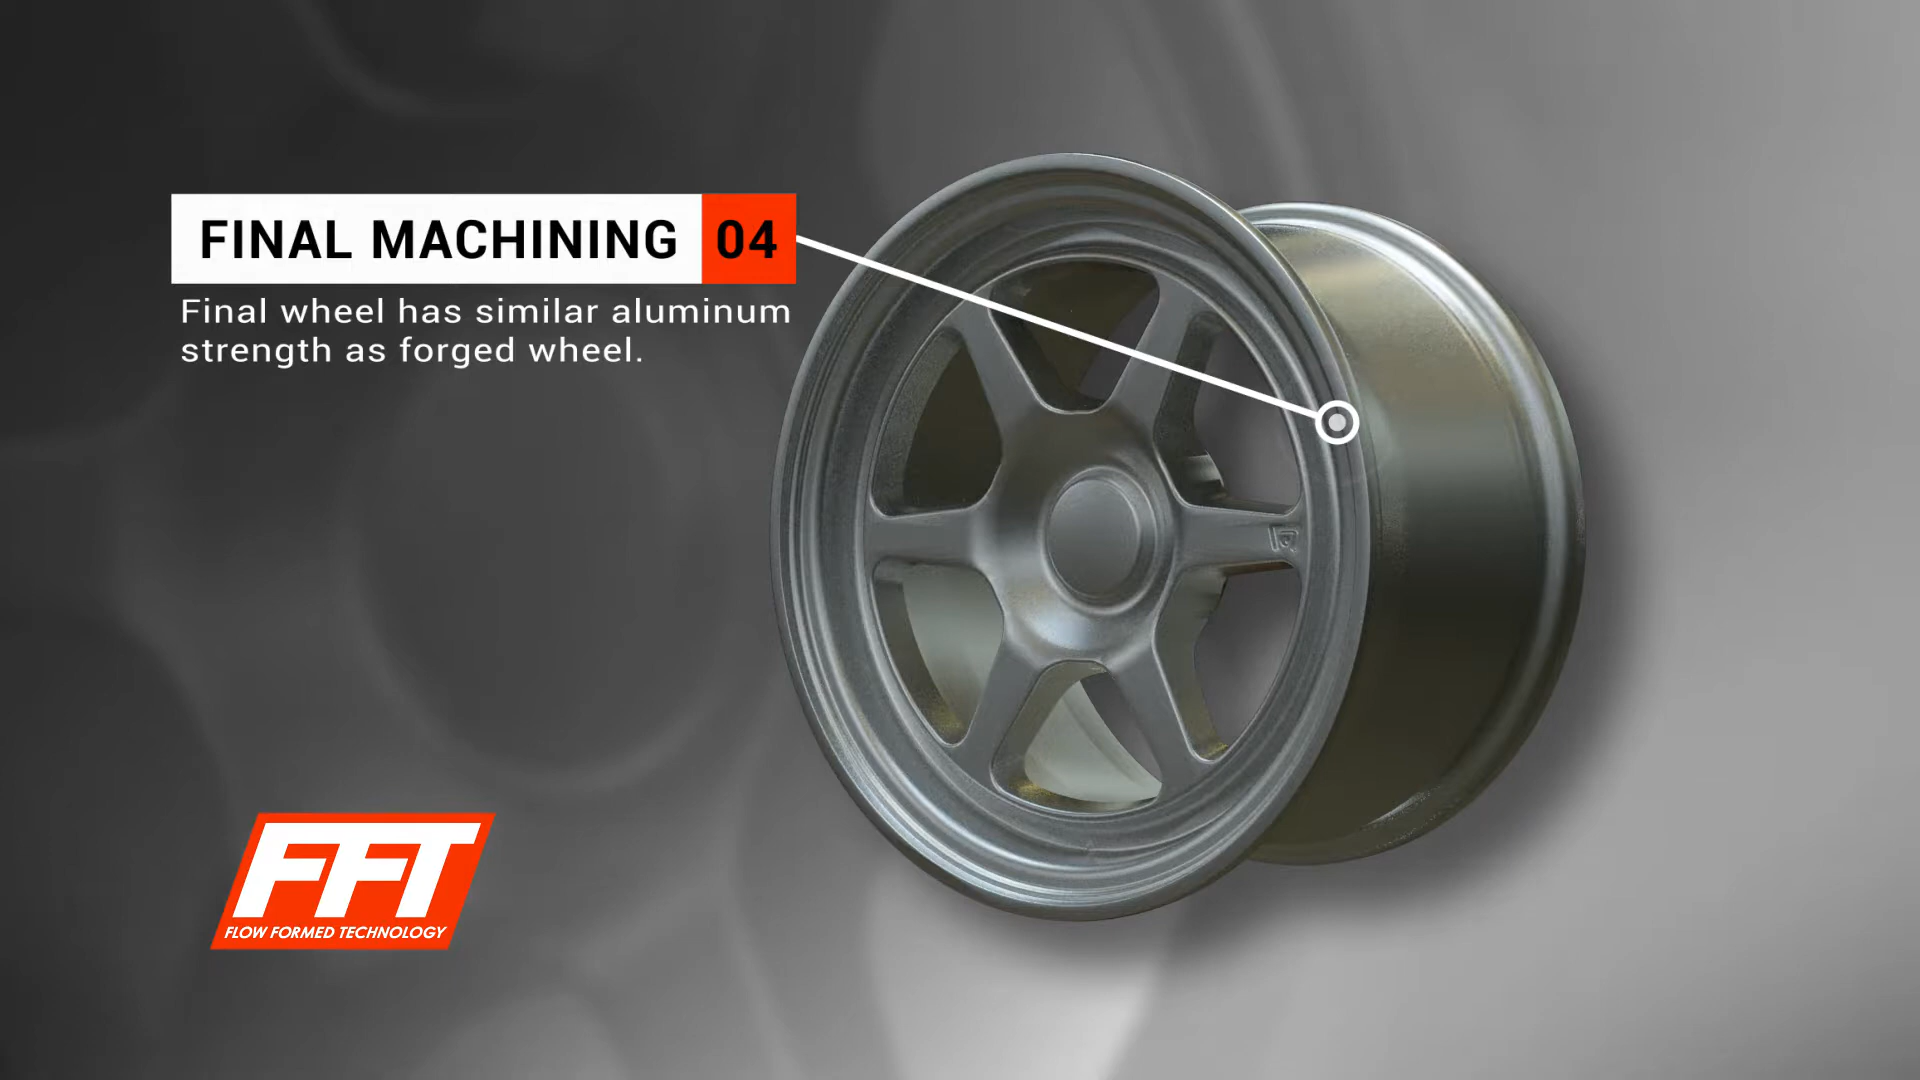 FINAL MACHINING 04
Final wheel has similar aluminum
strength as forged wheel.
FFT
FLOW FORMED TECHNOLOGY